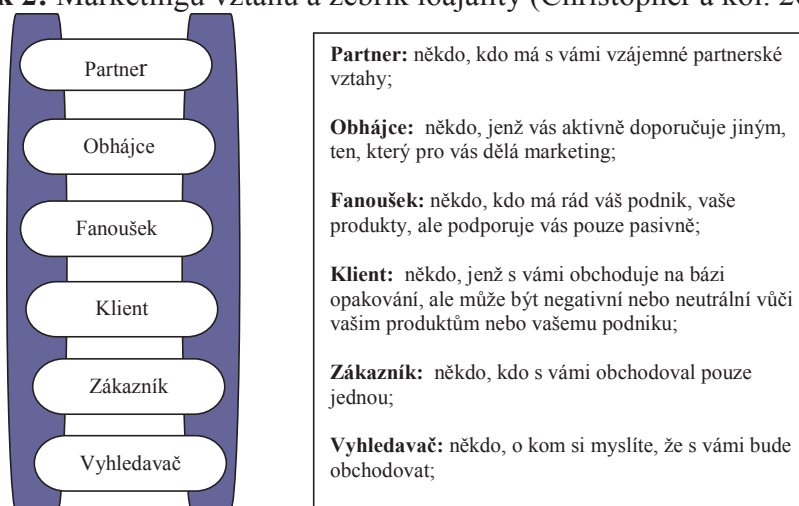 k 2: Marketingu vztahů a žebřík loajality (Christopher a kol. 20
Partner
Obhájce
Fanoušek
Klient
Zákazník
Vyhledavač
Partner: někdo, kdo má s vámi vzájemné partnerské
vztahy;
Obhájce: někdo, jenž vás aktivně doporučuje jiným,
ten, který pro vás dělá marketing;
Fanoušek: někdo, kdo má rád váš podnik, vaše
produkty, ale podporuje vás pouze pasivně;
Klient: někdo, jenž s vámi obchoduje na bázi
opakování, ale může být negativní nebo neutrální vůči
vašim produktům nebo vašemu podniku;
Zákazník: někdo, kdo s vámi obchodoval pouze
jednou;
Vyhledavač: někdo, o kom si myslíte, že s vámi bude
obchodovat;